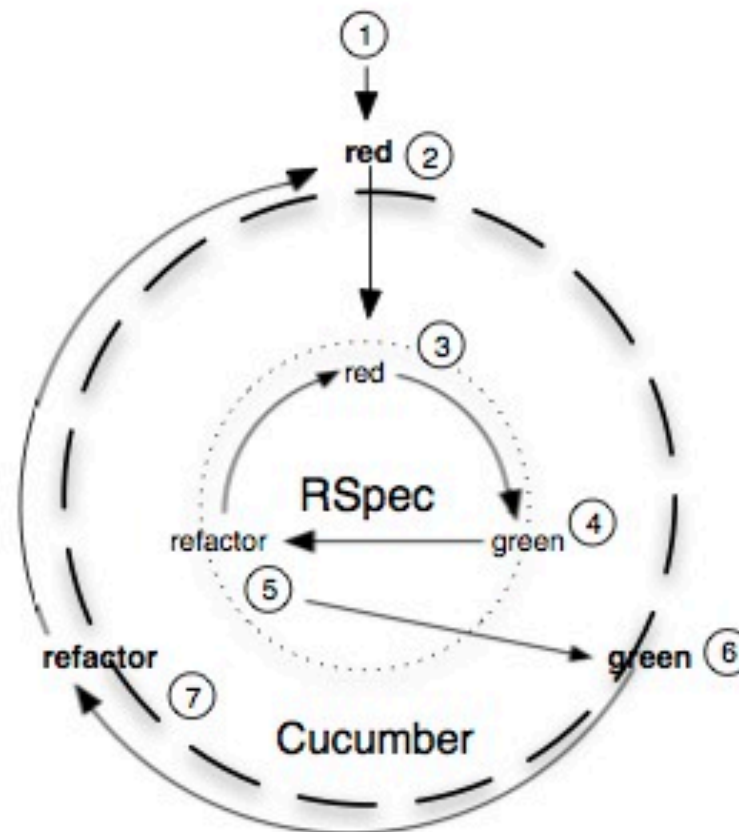 1
red 2
3
red
RSpec
refactor green 4
5
refactor green 6
7
Cucumber